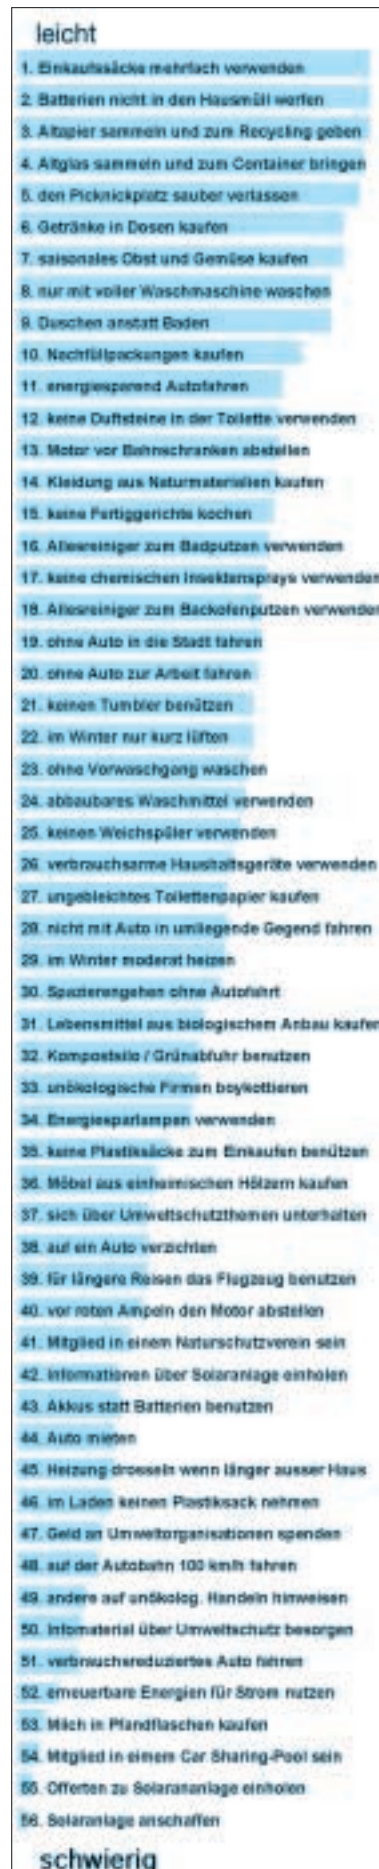 leicht
1. Einkaufssäcke mehrfach verwenden
2. Batterien nicht in den Hausmüll werfen
3. Altapier sammeln und zum Recycling geben
4. Altglas sammeln und zum Container bringen
5. den Picknickplatz sauber verlassen
6. Getränke in Dosen kaufen
7. saisonales Obst und Gemüse kaufen
8. nur mit voller Waschmaschine waschen
9. Duschen anstatt Baden
10. Nachfüllpackungen kaufen
11. energiesparend Autofahren
12. keine Duftsteine in der Toilette verwenden
13. Motor vor Bahnschranken abstellen
14. Kleidung aus Naturmaterialien kaufen
15. keine Fertiggerichte kochen
16. Allesreiniger zum Badputzen verwenden
17. keine chemischen Insektensprays verwenden
18. Allesreiniger zum Backofenputzen verwenden
19. ohne Auto in die Stadt fahren
20. ohne Auto zur Arbeit fahren
21. keinen Tumbler benützen
22. im Winter nur kurz lüften
23. ohne Vorwaschgang waschen
24. abbaubares Waschmittel verwenden
25. keinen Weichspüler verwenden
26. verbrauchsarme Haushaltsgeräte verwenden
27. ungebleichtes Toilettenpapier kaufen
28. nicht mit Auto in umliegende Gegend fahren
29. im Winter moderat heizen
30. Spazierengehen ohne Autofahrt
31. Lebensmittel aus biologischem Anbau kaufen
32. Kompostsilo / Grünabfuhr benutzen
33. unökologische Firmen boykottieren
34. Energiesparlampen verwenden
35. keine Plastiksäcke zum Einkaufen benützen
36. Möbel aus einheimischen Hölzern kaufen
37. sich über Umweltschutzthemen unterhalten
38. auf ein Auto verzichten
39. für längere Reisen das Flugzeug benutzen
40. vor roten Ampeln den Motor abstellen
41. Mitglied in einem Naturschutzverein sein
42. Informationen über Solaranlage einholen
43. Akkus statt Batterien benutzen
44. Auto mieten
45. Heizung drosseln wenn länger ausser Haus
46. im Laden keinen Plastiksack nehmen
47. Geld an Umweltorganisationen spenden
48. auf der Autobahn 100 km/h fahren
49. andere auf unökolog. Handeln hinweisen
50. Infomaterial über Umweltschutz besorgen
51. verbrauchsreduziertes Auto fahren
52. erneuerbare Energien für Strom nutzen
53. Milch in Pfandflaschen kaufen
54. Mitglied in einem Car Sharing-Pool sein
55. Offerten zu Solarananlage einholen
56. Solaranlage anschaffen
schwierig